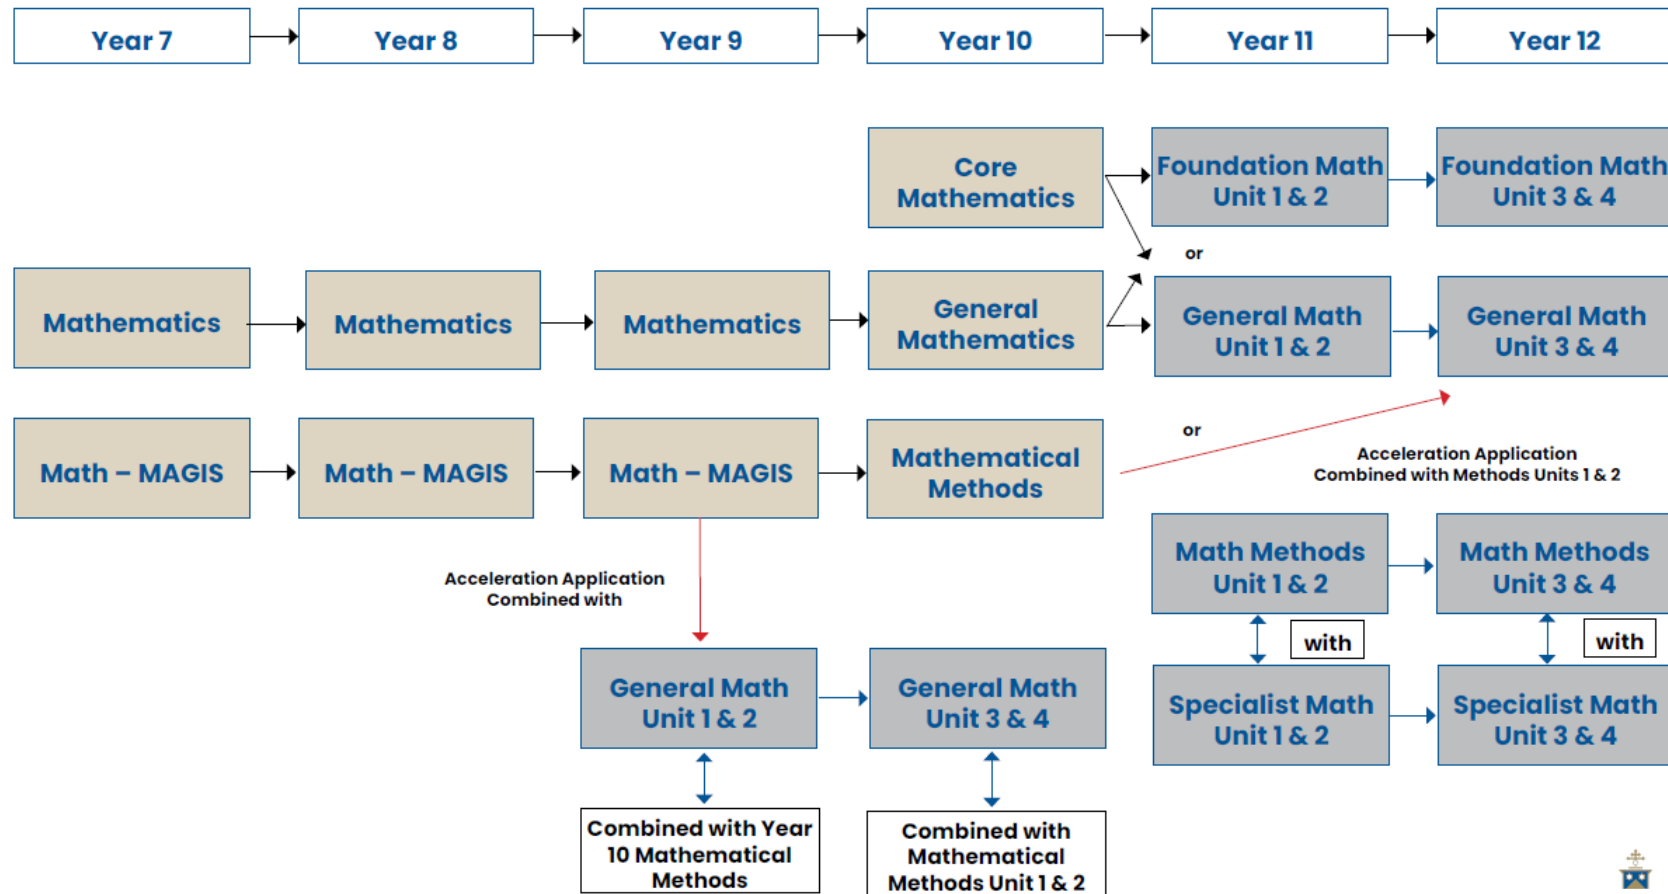 Year 7
Year 8
Year 9
Year 10
Year 11
Year 12
Core
Mathematics
Foundation Math
Unit 1 & 2
Foundation Math
Unit 3 & 4
or
Mathematics
Mathematics
Mathematics
General
Mathematics
General Math
Unit 1 & 2
General Math
Unit 3 & 4
or
Math – MAGIS
Math – MAGIS
Math – MAGIS
Mathematical
Methods
Acceleration Application
Combined with Methods Units 1 & 2
Acceleration Application
Combined with
Math Methods
Unit 1 & 2
Math Methods
Unit 3 & 4
with
with
General Math
Unit 1 & 2
General Math
Unit 3 & 4
Specialist Math
Unit 1 & 2
Specialist Math
Unit 3 & 4
Combined with Year
10 Mathematical
Methods
Combined with
Mathematical
Methods Unit 1 & 2